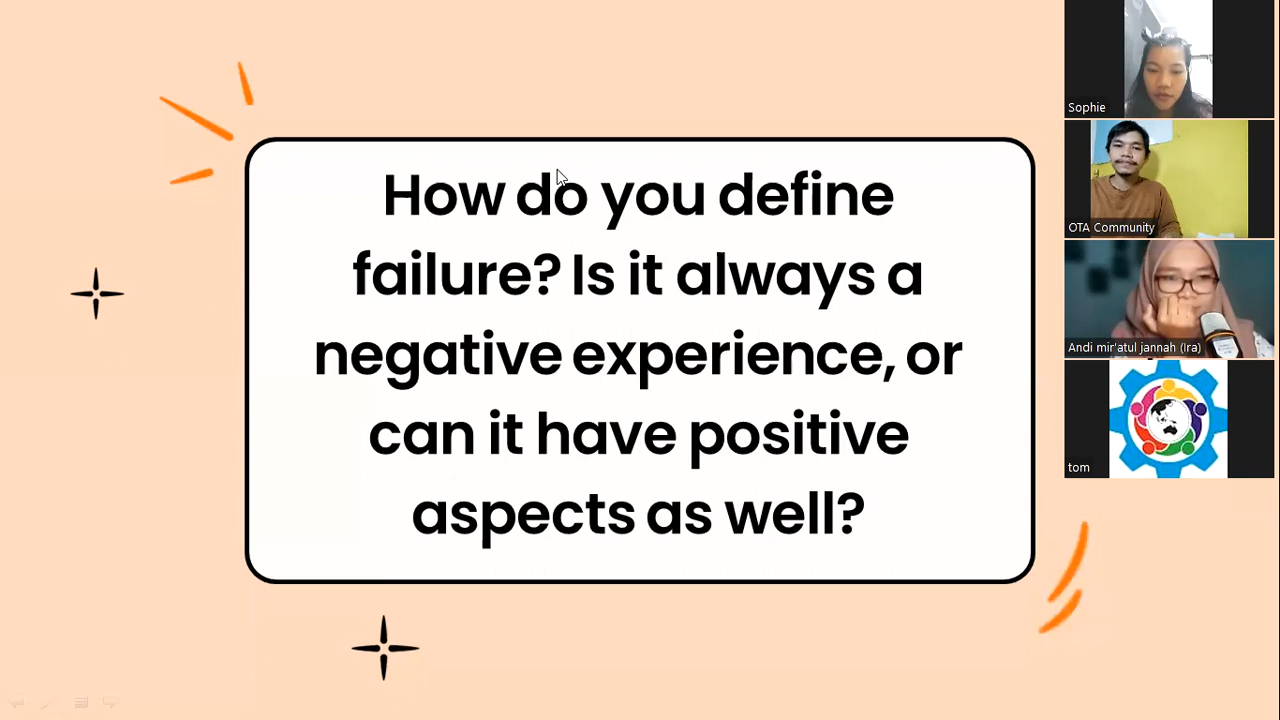 How do you define
failure? Is it always a
negative experience, or
can it have positive
aspects as well?
Sophie
OTA Community
Andi mir'atul jannah (Ira)
tom